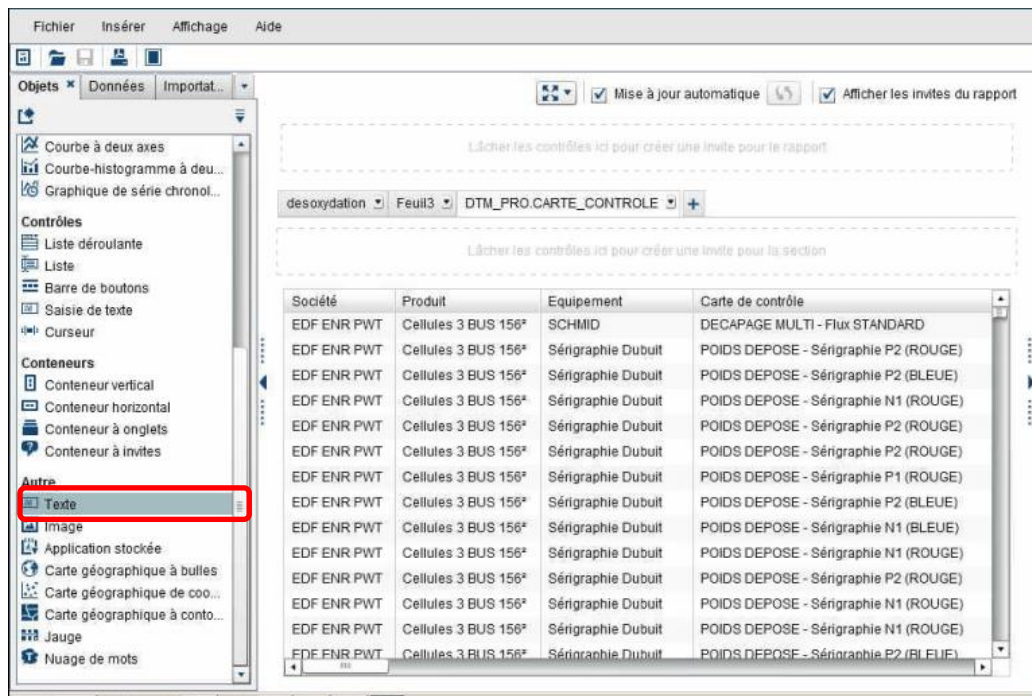 Fichier Insérer Affichage Aide
Objets Données Importat...
Mise à jour automatique Afficher les invites du rapport
Courbe à deux axes
Courbe-histogramme à deu...
Graphique de série chronol...
Contrôles
Liste déroulante
Liste
Barre de boutons
Saisie de texte
Curseur
Conteneurs
Conteneur vertical
Conteneur horizontal
Conteneur à onglets
Conteneur à invites
Autre
Texte
Image
Application stockée
Carte géographique à bulles
Carte géographique de coo...
Carte géographique à conto...
Jauge
Nuage de mots
Lâcher les contrôles ici pour créer une invite pour le rapport
desoxydation Feuil3 DTM_PRO.CARTE_CONTROLE
Lâcher les contrôles ici pour créer une invite pour la section
Société Produit Equipement Carte de contrôle
EDF ENR PWT Cellules 3 BUS 156² SCHMID DECAPAGE MULTI - Flux STANDARD
EDF ENR PWT Cellules 3 BUS 156² Sérigraphie Dubuit POIDS DEPOSE - Sérigraphie P2 (ROUGE)
EDF ENR PWT Cellules 3 BUS 156² Sérigraphie Dubuit POIDS DEPOSE - Sérigraphie P2 (BLEUE)
EDF ENR PWT Cellules 3 BUS 156² Sérigraphie Dubuit POIDS DEPOSE - Sérigraphie N1 (ROUGE)
EDF ENR PWT Cellules 3 BUS 156² Sérigraphie Dubuit POIDS DEPOSE - Sérigraphie P2 (ROUGE)
EDF ENR PWT Cellules 3 BUS 156² Sérigraphie Dubuit POIDS DEPOSE - Sérigraphie P2 (ROUGE)
EDF ENR PWT Cellules 3 BUS 156² Sérigraphie Dubuit POIDS DEPOSE - Sérigraphie P1 (ROUGE)
EDF ENR PWT Cellules 3 BUS 156² Sérigraphie Dubuit POIDS DEPOSE - Sérigraphie P2 (BLEUE)
EDF ENR PWT Cellules 3 BUS 156² Sérigraphie Dubuit POIDS DEPOSE - Sérigraphie N1 (BLEUE)
EDF ENR PWT Cellules 3 BUS 156² Sérigraphie Dubuit POIDS DEPOSE - Sérigraphie N1 (ROUGE)
EDF ENR PWT Cellules 3 BUS 156² Sérigraphie Dubuit POIDS DEPOSE - Sérigraphie P2 (ROUGE)
EDF ENR PWT Cellules 3 BUS 156² Sérigraphie Dubuit POIDS DEPOSE - Sérigraphie N1 (ROUGE)
EDF ENR PWT Cellules 3 BUS 156² Sérigraphie Dubuit POIDS DEPOSE - Sérigraphie N1 (ROUGE)
EDF ENR PWT Cellules 3 BUS 156² Sérigraphie Dubuit POIDS DEPOSE - Sérigraphie P2 (BLEUE)